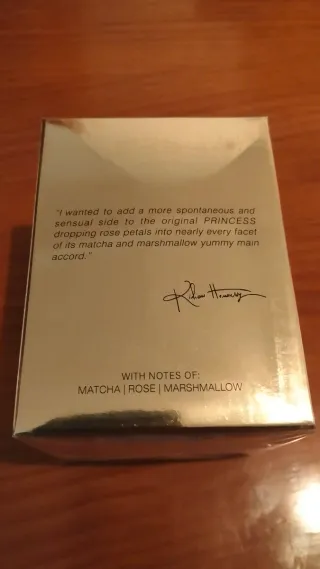 "I wanted to add a more spontaneous and
sensual side to the original PRINCESS
dropping rose petals into nearly every facet
of its matcha and marshmallow yummy main
accord."
WITH NOTES OF:
MATCHA | ROSE | MARSHMALLOW